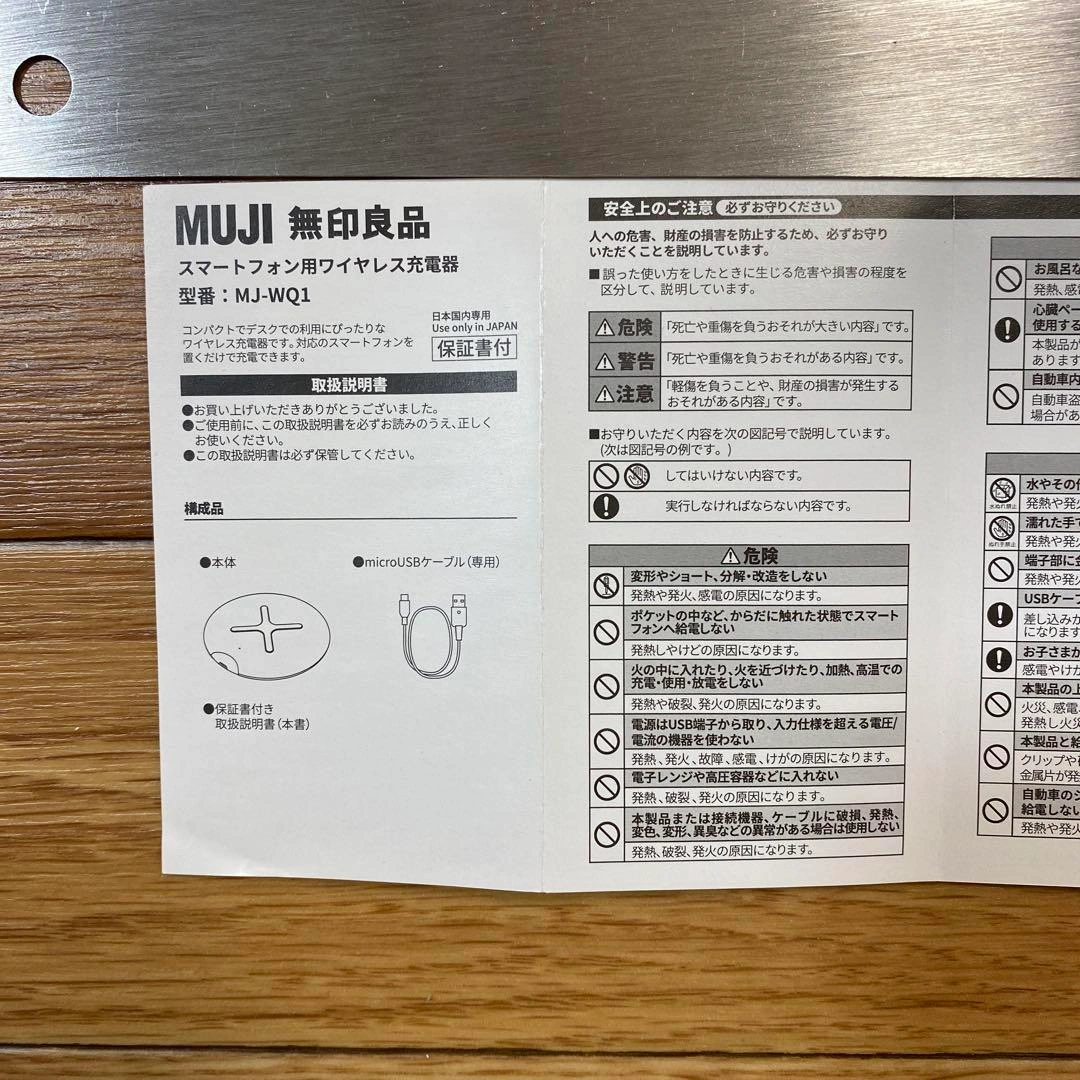 MUJI 無印良品
スマートフォン用ワイヤレス充電器
型番：MJ-WQ1
コンパクトでデスクでの利用にぴったりな
ワイヤレス充電器です。対応のスマートフォンを
置くだけで充電できます。
日本国内専用
Use only in JAPAN
保証書付
取扱説明書
●お買い上げいただきありがとうございました。
●ご使用前に、この取扱説明書を必ずお読みのうえ、正しく
お使いください。
●この取扱説明書は必ず保管してください。
構成品
●本体
●microUSBケーブル（専用）
●保証書付き
取扱説明書（本書）
安全上のご注意 必ずお守りください
人への危害、財産の損害を防止するため、必ずお守り
いただくことを説明しています。
■誤った使い方をしたときに生じる危害や損害の程度を
区分して、説明しています。
危険 「死亡や重傷を負うおそれが大きい内容」です。
警告 「死亡や重傷を負うおそれがある内容」です。
注意 「軽傷を負うことや、財産の損害が発生する
おそれがある内容」です。
■お守りいただく内容を次の図記号で説明しています。
(次は図記号の例です。)
してはいけない内容です。
実行しなければならない内容です。
危険
変形やショート、分解・改造をしない
発熱や発火、感電の原因になります。
ポケットの中など、からだに触れた状態でスマート
フォンへ給電しない
発熱しやけどの原因になります。
火の中に入れたり、火を近づけたり、加熱、高温での
充電・使用・放電をしない
発熱や破裂、発火の原因になります。
電源はUSB端子から取り、入力仕様を超える電圧/
電流の機器を使わない
発熱、発火、故障、感電、けがの原因になります。
電子レンジや高圧容器などに入れない
発熱、破裂、発火の原因になります。
本製品または接続機器、ケーブルに破損、発熱、
変色、変形、異臭などの異常がある場合は使用しない
発熱、破裂、発火の原因になります。
お風呂な
発熱、感電
心臓ペー
使用する
本製品が
あります
自動車内
自動車盗
場合があ
水やその他
水ぬれ禁止
発熱や発火
濡れた手で
ぬれ手禁止
発熱や発火
端子部に金
発熱や発火
USBケーブ
差し込みが
になります
お子さまか
感電やけか
本製品の上
火災、感電、
発熱し火災
本製品と給
クリップや
金属片が発
自動車のシ
給電しない
発熱や発火